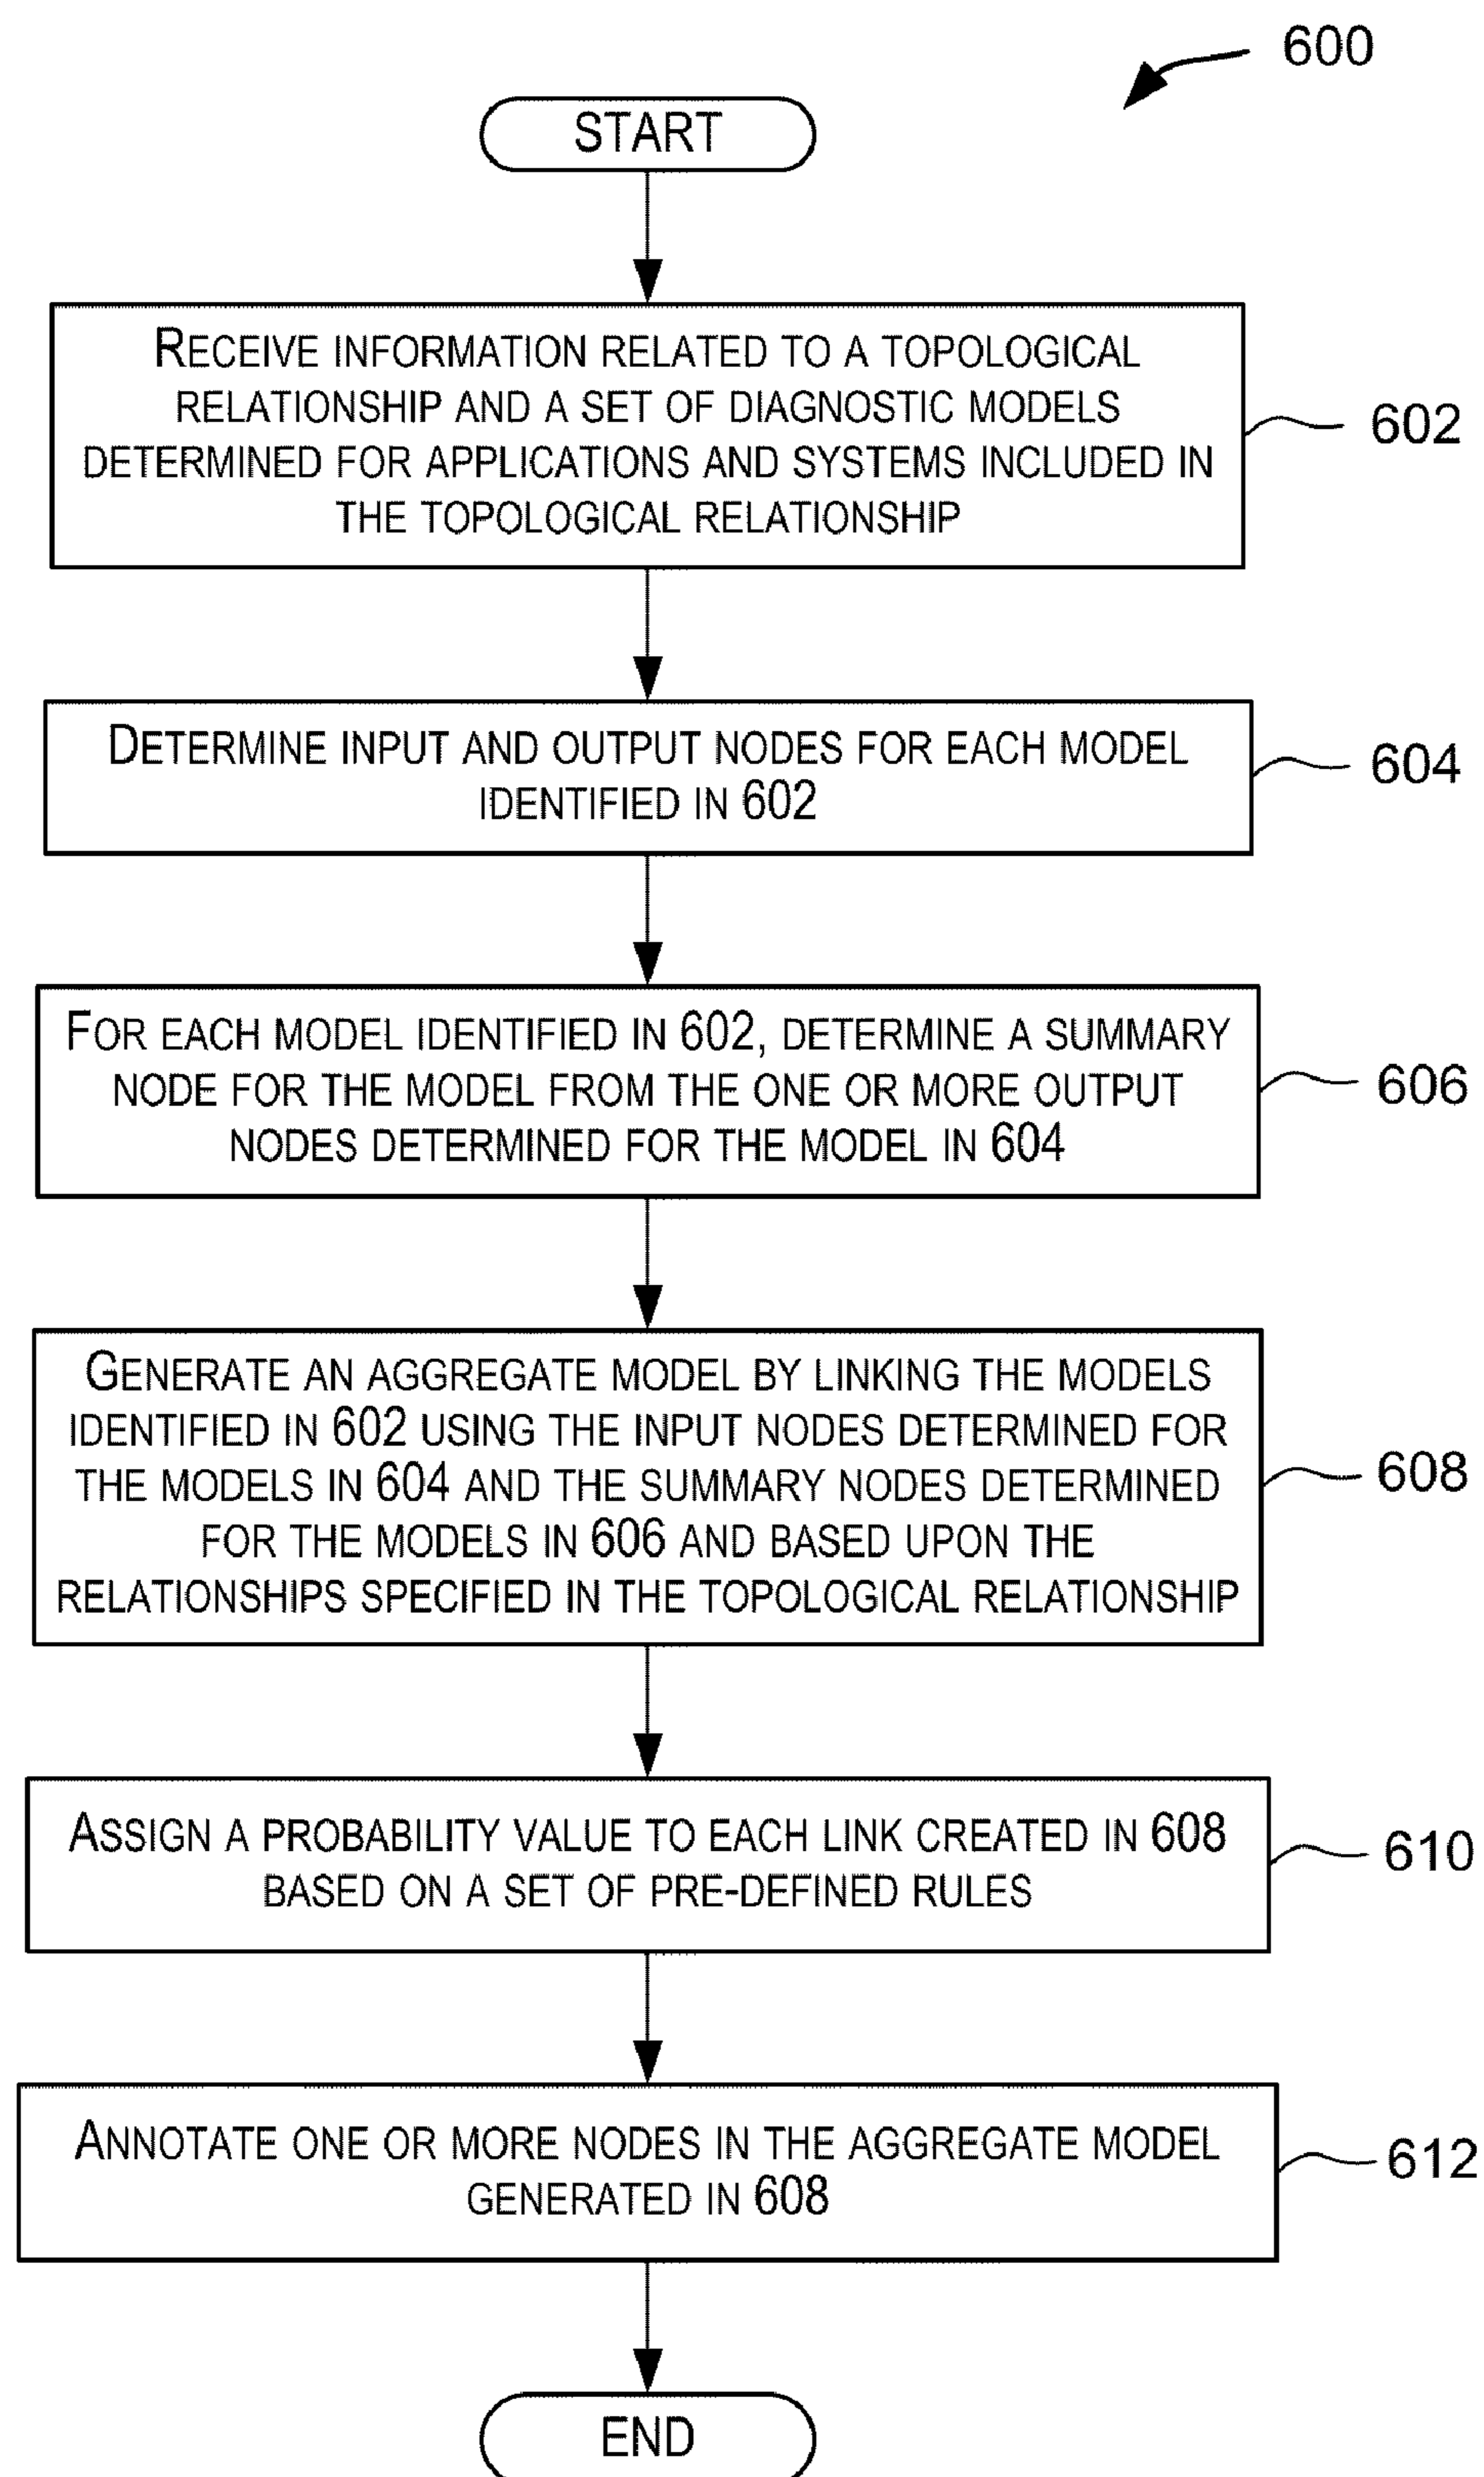 600
START
RECEIVE INFORMATION RELATED TO A TOPOLOGICAL
RELATIONSHIP AND A SET OF DIAGNOSTIC MODELS
DETERMINED FOR APPLICATIONS AND SYSTEMS INCLUDED IN
THE TOPOLOGICAL RELATIONSHIP
602
DETERMINE INPUT AND OUTPUT NODES FOR EACH MODEL
IDENTIFIED IN 602
604
FOR EACH MODEL IDENTIFIED IN 602, DETERMINE A SUMMARY
NODE FOR THE MODEL FROM THE ONE OR MORE OUTPUT
NODES DETERMINED FOR THE MODEL IN 604
606
GENERATE AN AGGREGATE MODEL BY LINKING THE MODELS
IDENTIFIED IN 602 USING THE INPUT NODES DETERMINED FOR
THE MODELS IN 604 AND THE SUMMARY NODES DETERMINED
FOR THE MODELS IN 606 AND BASED UPON THE
RELATIONSHIPS SPECIFIED IN THE TOPOLOGICAL RELATIONSHIP
608
ASSIGN A PROBABILITY VALUE TO EACH LINK CREATED IN 608
BASED ON A SET OF PRE-DEFINED RULES
610
ANNOTATE ONE OR MORE NODES IN THE AGGREGATE MODEL
GENERATED IN 608
612
END